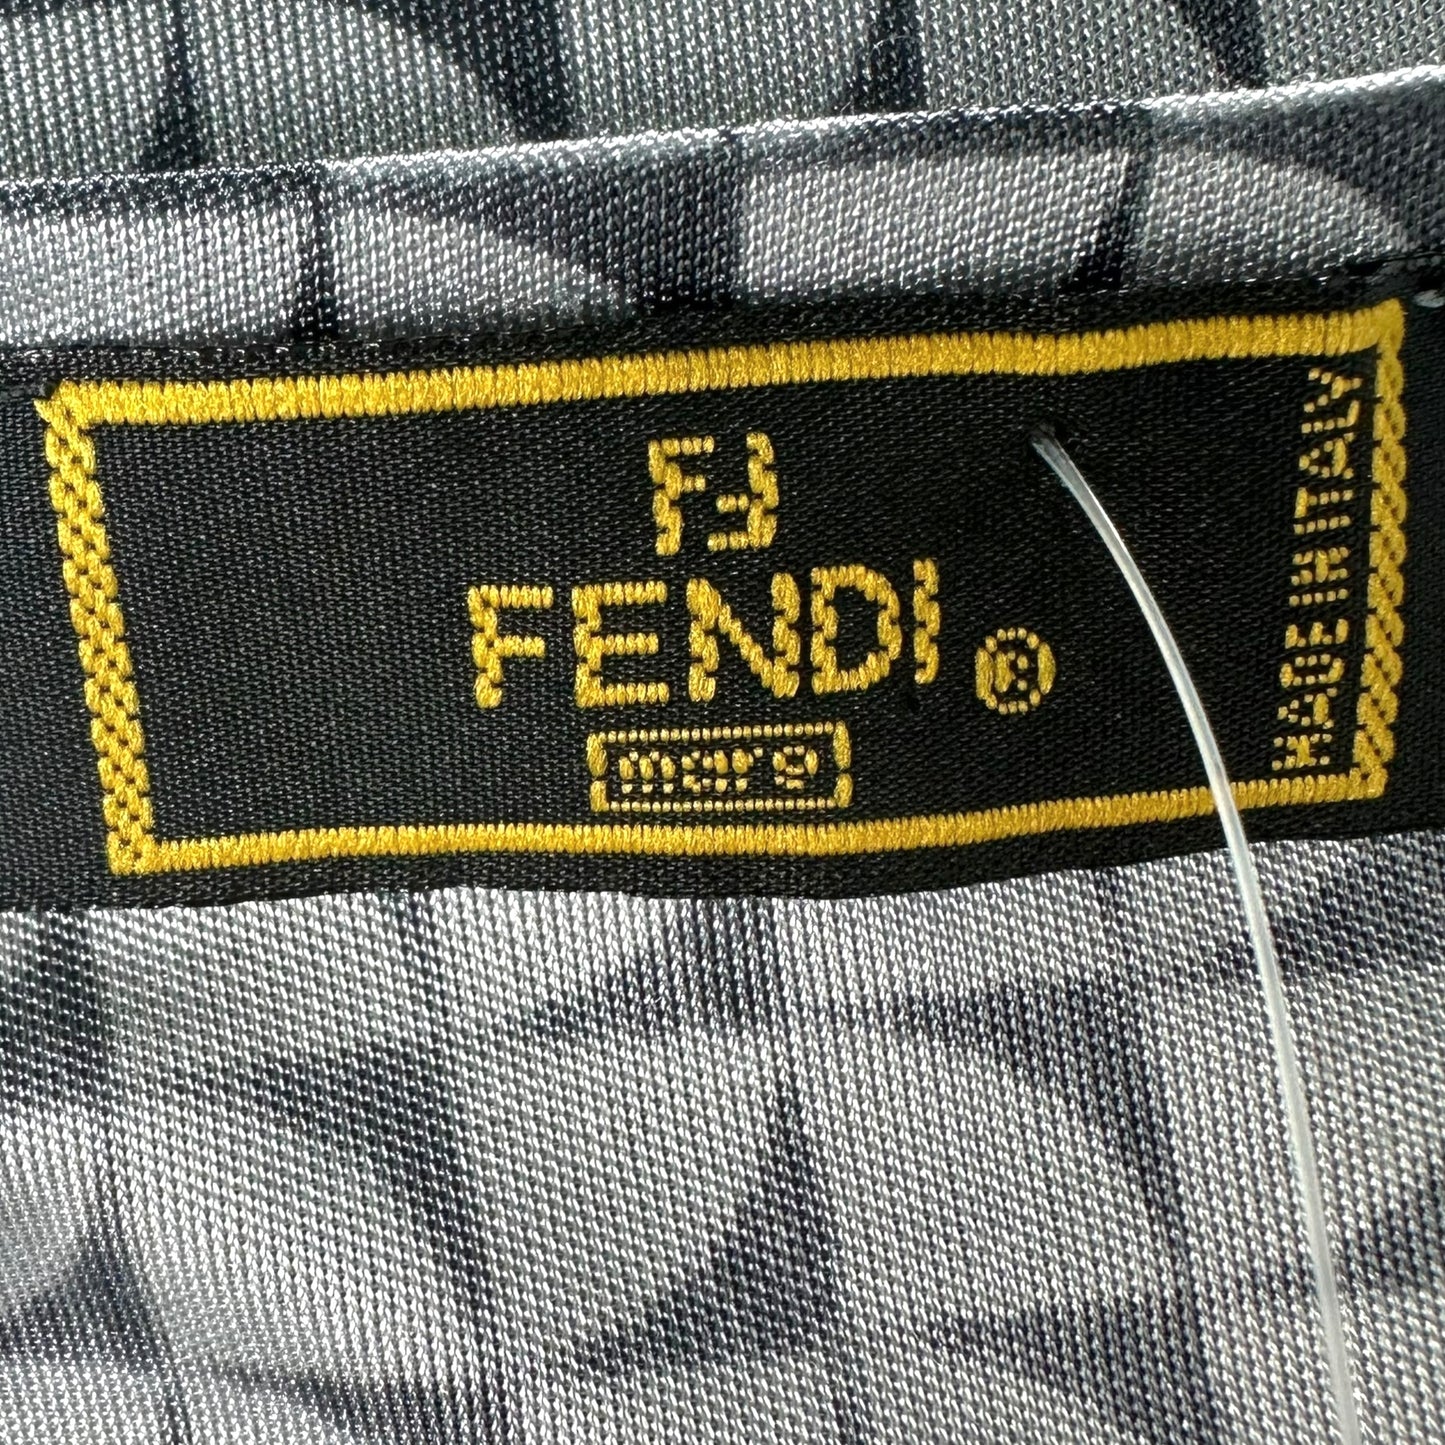 FF
FENDI ®
mare
MADE IN ITALY